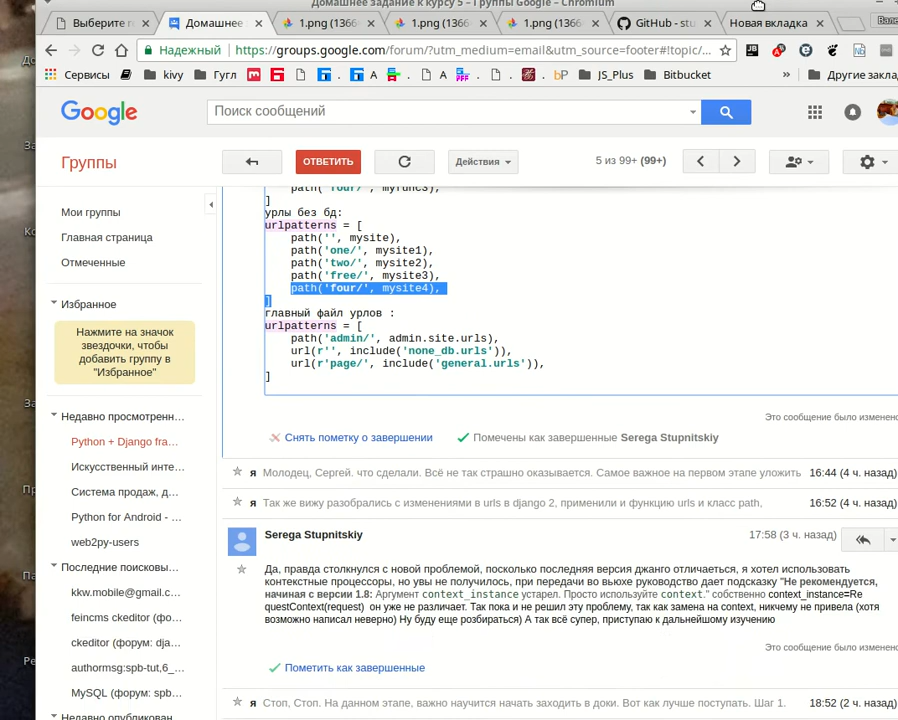 Домашнее задание к курсу 5 – Группы Google – Chromium
Выберите г
Домашнее
1.png (1366
1.png (1366
1.png (1366
GitHub - stu
Новая вкладка
Вале
Надежный
https://groups.google.com/forum/?utm_medium=email&utm_source=footer#!topic/...
Сервисы
kivy
Гугл
A
A
bP
JS_Plus
Bitbucket
»
Другие закла
Google
Поиск сообщений
Группы
ОТВЕТИТЬ
Действия
5 из 99+ (99+)
Мои группы
Главная страница
Отмеченные
Избранное
Нажмите на значок
звездочки, чтобы
добавить группу в
"Избранное"
Недавно просмотренн…
Python + Django fra…
Искусственный инте…
Система продаж, д…
Python for Android - …
web2py-users
Последние поисковы…
kkw.mobile@gmail.c…
feincms ckeditor (фо…
ckeditor (форум: dja…
authormsg:spb-tut,6_…
MySQL (форум: spb…
Недавно опубликован
path('four/', myfunc3),
]
урлы без бд:
urlpatterns = [
path('', mysite),
path('one/', mysite1),
path('two/', mysite2),
path('free/', mysite3),
path('four/', mysite4),
]
главный файл урлов :
urlpatterns = [
path('admin/', admin.site.urls),
url(r'', include('none_db.urls')),
url(r'page/', include('general.urls')),
]
Это сообщение было изменено
Снять пометку о завершении
Помечены как завершенные Serega Stupnitskiy
я Молодец, Сергей. что сделали. Всё не так страшно оказывается. Самое важное на первом этапе уложить 16:44 (4 ч. назад)
я Так же вижу разобрались с изменениями в urls в django 2, применили и функцию urls и класс path, 16:52 (4 ч. назад)
Serega Stupnitskiy 17:58 (3 ч. назад)
Да, правда столкнулся с новой проблемой, посколько последняя версия джанго отличаеться, я хотел использовать
контекстные процессоры, но увы не получилось, при передачи во вьюхе руководство дает подсказку "Не рекомендуется,
начиная с версии 1.8: Аргумент context_instance устарел. Просто используйте context." собственно context_instance=Re
questContext(request) он уже не различает. Так пока и не решил эту проблему, так как замена на context, никчему не привела (хотя
возможно написал неверно) Ну буду еще розбираться) А так всё супер, приступаю к дальнейшому изучению
Это сообщение было изменено
Пометить как завершенные
я Стоп, Стоп. На данном этапе, важно научится начать заходить в доки. Вот как лучше поступать. Шаг 1. 18:52 (2 ч. назад)